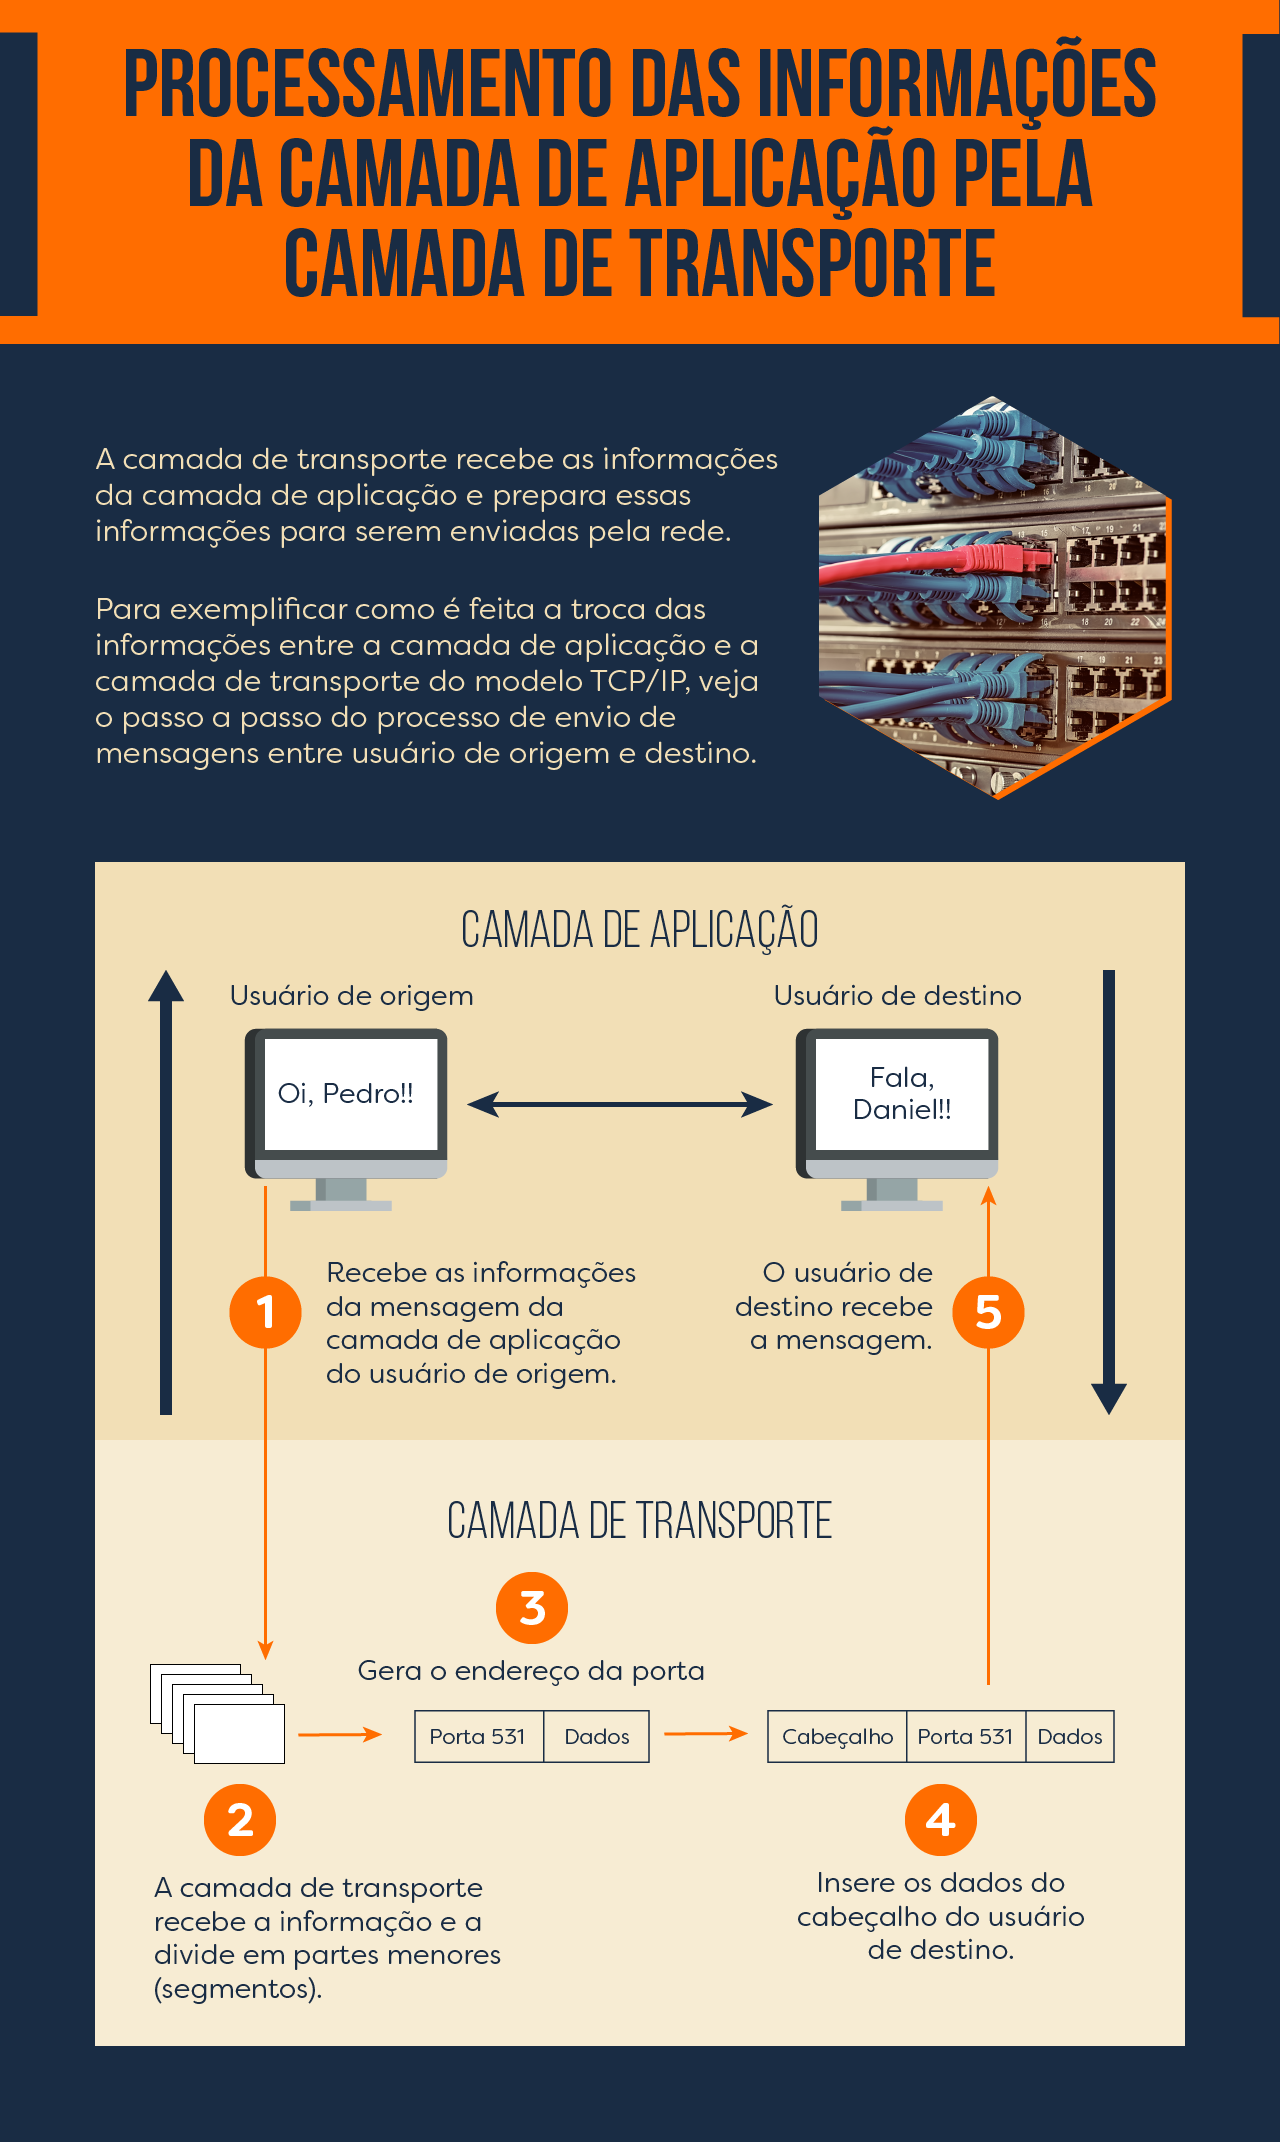 PROCESSAMENTO DAS INFORMAÇÕES
DA CAMADA DE APLICAÇÃO PELA
CAMADA DE TRANSPORTE
A camada de transporte recebe as informações
da camada de aplicação e prepara essas
informações para serem enviadas pela rede.
Para exemplificar como é feita a troca das
informações entre a camada de aplicação e a
camada de transporte do modelo TCP/IP, veja
o passo a passo do processo de envio de
mensagens entre usuário de origem e destino.
CAMADA DE APLICAÇÃO
Usuário de origem
Usuário de destino
Oi, Pedro!!
Fala,
Daniel!!
1
Recebe as informações
da mensagem da
camada de aplicação
do usuário de origem.
O usuário de
destino recebe
a mensagem.
5
CAMADA DE TRANSPORTE
3
Gera o endereço da porta
Porta 531
Dados
Cabeçalho
Porta 531
Dados
2
A camada de transporte
recebe a informação e a
divide em partes menores
(segmentos).
4
Insere os dados do
cabeçalho do usuário
de destino.